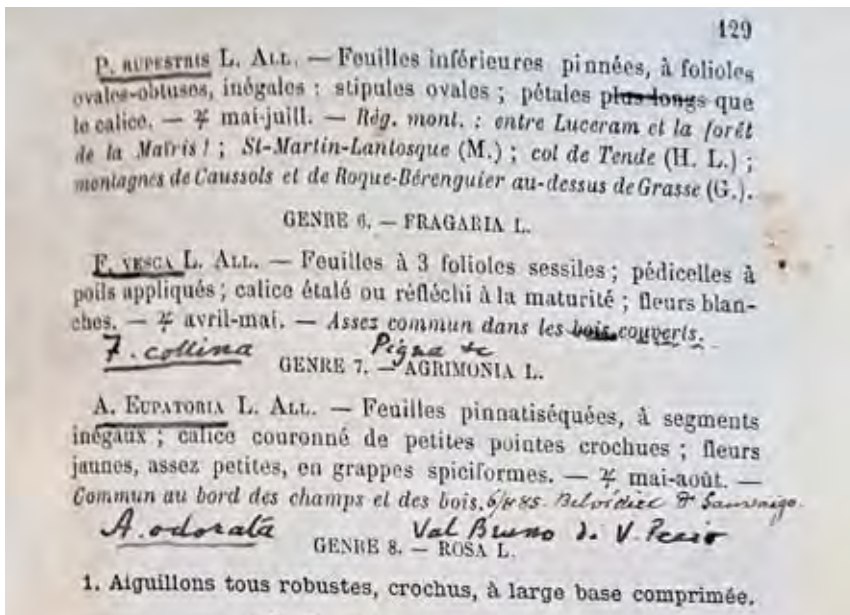 129
P. RUPESTRIS L. ALL. — Feuilles inférieures pinnées, à folioles
ovales-obtuses, inégales ; stipules ovales ; pétales plus longs que
le calice. — ♃ mai-juill. — Rég. mont. : entre Luceram et la forêt
de la Maïris ! ; St-Martin-Lantosque (M.) ; col de Tende (H. L.) ;
montagnes de Caussols et de Roque-Bérenguier au-dessus de Grasse (G.).
GENRE 6. — FRAGARIA L.
F. VESCA L. ALL. — Feuilles à 3 folioles sessiles ; pédicelles à
poils appliqués ; calice étalé ou réfléchi à la maturité ; fleurs blan-
ches. — ♃ avril-mai. — Assez commun dans les bois couverts.
F. collina Pigna &c
GENRE 7. — AGRIMONIA L.
A. EUPATORIA L. ALL. — Feuilles pinnatiséquées, à segments
inégaux ; calice couronné de petites pointes crochues ; fleurs
jaunes, assez petites, en grappes spiciformes. — ♃ mai-août. —
Commun au bord des champs et des bois.
A. odorata Val Bruno di V. Pesio
GENRE 8. — ROSA L.
1. Aiguillons tous robustes, crochus, à large base comprimée.